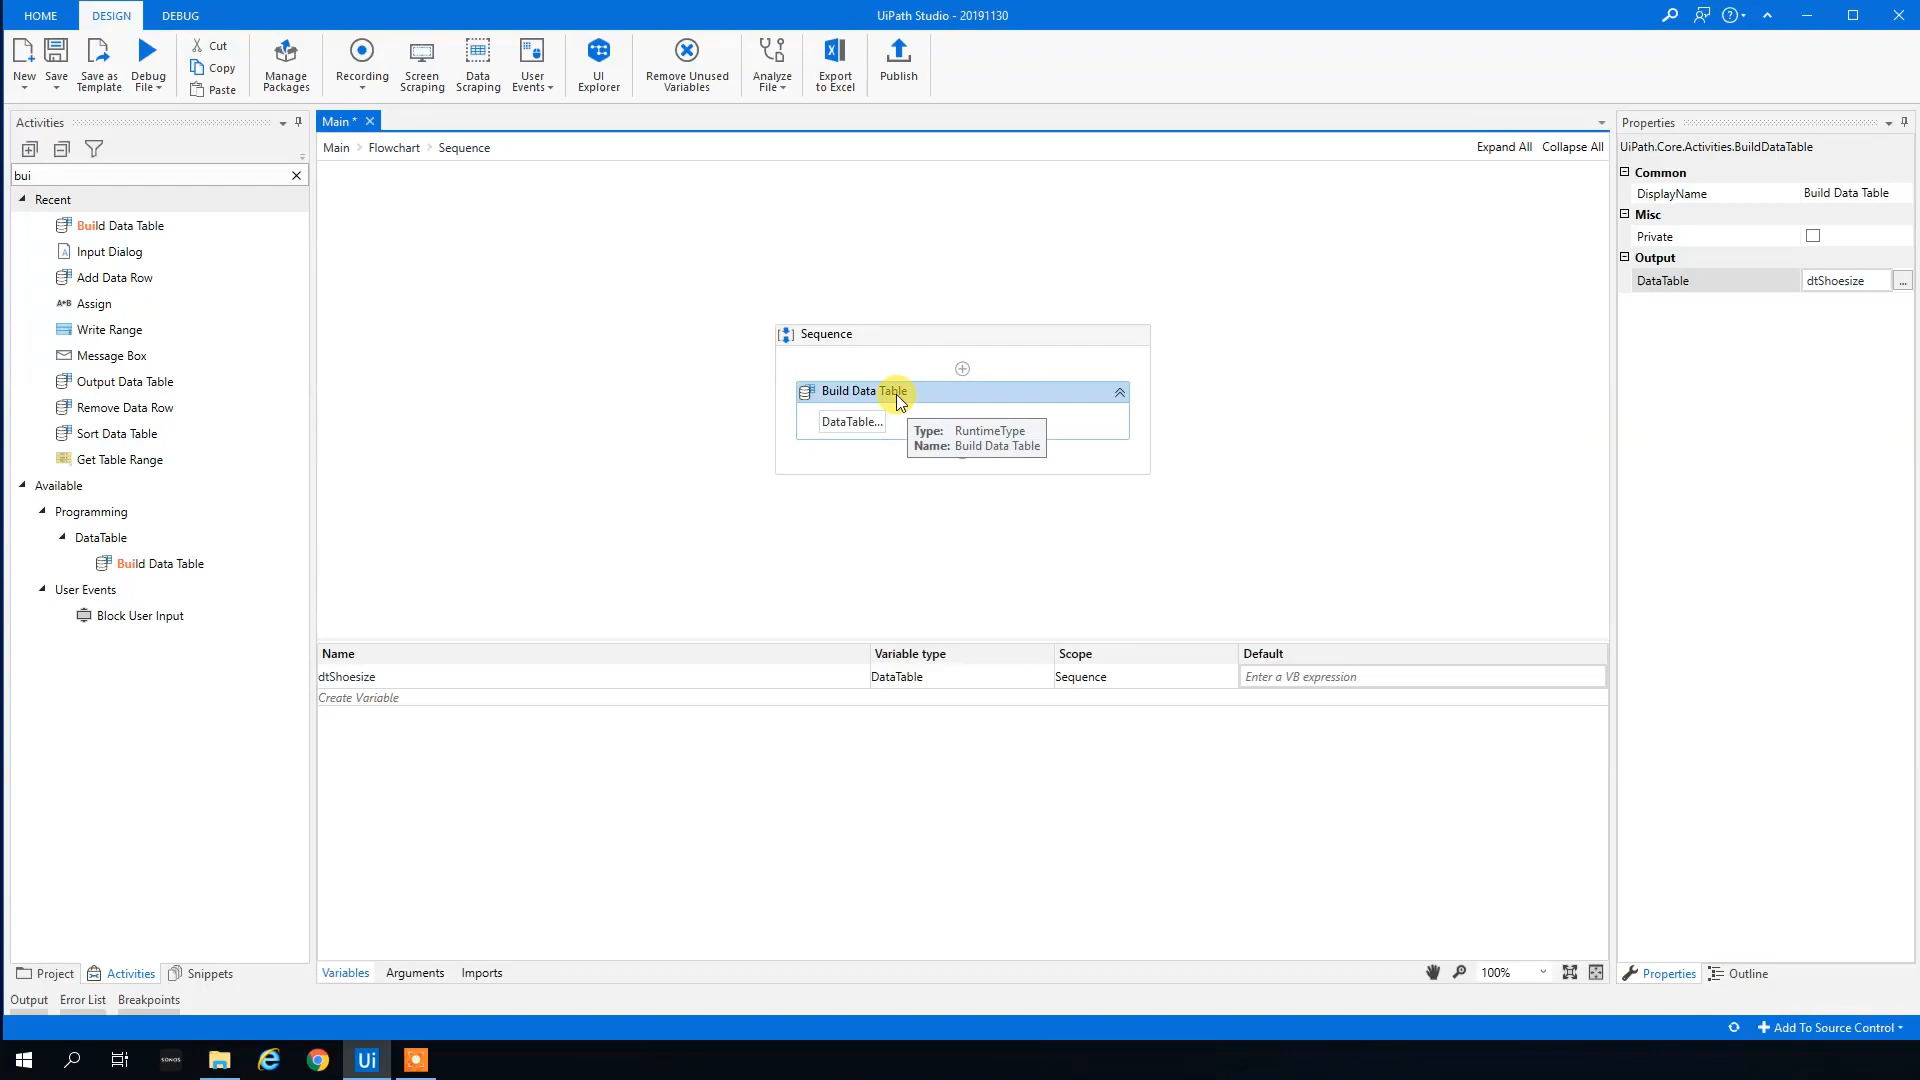 HOME DESIGN DEBUG UiPath Studio - 20191130
New Save Save as Template Debug File Cut Copy Paste Manage Packages Recording Screen Scraping Data Scraping User Events UI Explorer Remove Unused Variables Analyze File Export to Excel Publish
Activities
bui
Recent
Build Data Table
Input Dialog
Add Data Row
A*B Assign
Write Range
Message Box
Output Data Table
Remove Data Row
Sort Data Table
Get Table Range
Available
Programming
DataTable
Build Data Table
User Events
Block User Input
Project Activities Snippets
Main *
Main > Flowchart > Sequence Expand All Collapse All
Sequence
Build Data Table
DataTable...
Type: RuntimeType
Name: Build Data Table
Name Variable type Scope Default
dtShoesize DataTable Sequence Enter a VB expression
Create Variable
Variables Arguments Imports 100%
Properties
UiPath.Core.Activities.BuildDataTable
Common
DisplayName Build Data Table
Misc
Private
Output
DataTable dtShoesize ...
Properties Outline
Output Error List Breakpoints
Add To Source Control
SONOS Ui